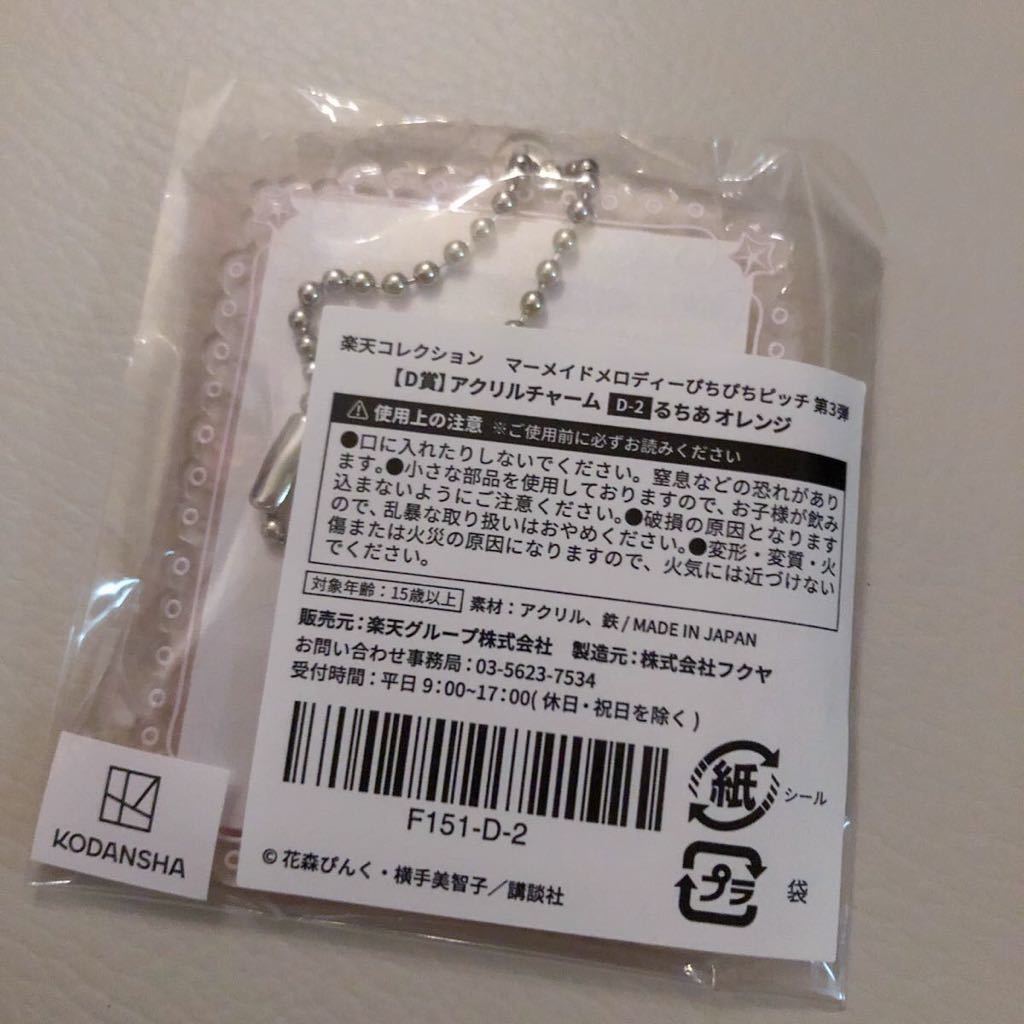 楽天コレクション　マーメイドメロディーぴちぴちピッチ 第3弾
【D賞】アクリルチャーム D-2 るちあ オレンジ
⚠ 使用上の注意 ※ご使用前に必ずお読みください
●口に入れたりしないでください。窒息などの恐れがあり
ます。●小さな部品を使用しておりますので、お子様が飲み
込まないようにご注意ください。●破損の原因となります
ので、乱暴な取り扱いはおやめください。●変形・変質・火
傷または火災の原因になりますので、火気には近づけない
でください。
対象年齢：15歳以上 素材：アクリル、鉄 / MADE IN JAPAN
販売元：楽天グループ株式会社　製造元：株式会社フクヤ
お問い合わせ事務局：03-5623-7534
受付時間：平日 9：00~17：00( 休日・祝日を除く )
F151-D-2
紙 シール
プラ 袋
© 花森ぴんく・横手美智子／講談社
KODANSHA